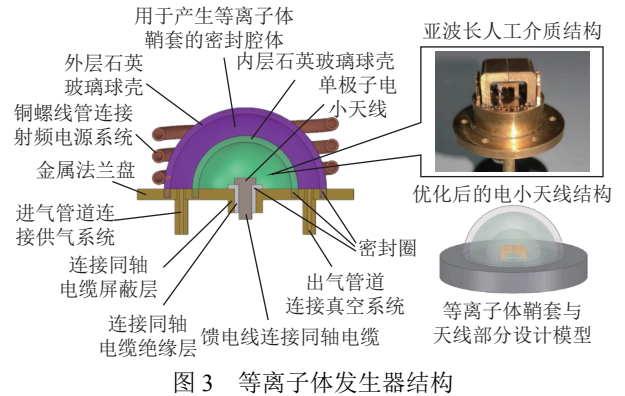 用于产生等离子体
鞘套的密封腔体
外层石英
玻璃球壳
内层石英玻璃球壳
单极子电
小天线
铜螺线管连接
射频电源系统
金属法兰盘
进气管道连
接供气系统
连接同轴
电缆屏蔽层
连接同轴
电缆绝缘层
馈电线连接同轴电缆
出气管道
连接真空系统
密封圈
亚波长人工介质结构
优化后的电小天线结构
等离子体鞘套与
天线部分设计模型
图 3 等离子体发生器结构